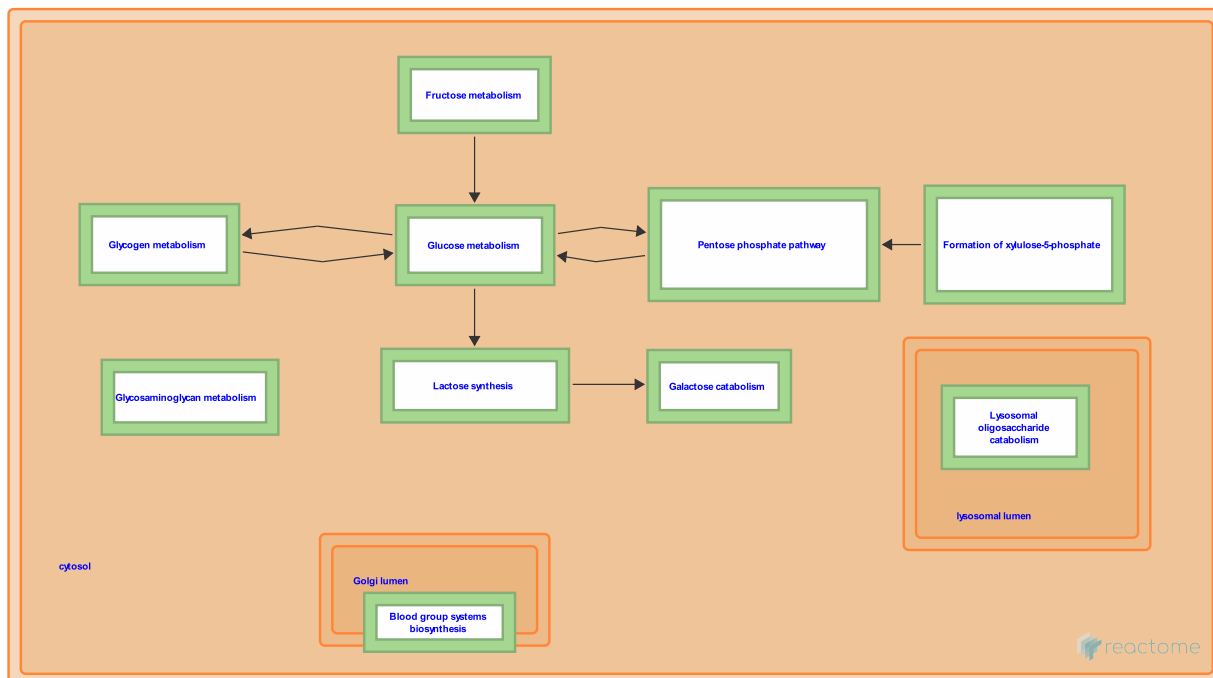 Fructose metabolism
Glycogen metabolism
Glucose metabolism
Pentose phosphate pathway
Formation of xylulose-5-phosphate
Glycosaminoglycan metabolism
Lactose synthesis
Galactose catabolism
Lysosomal
oligosaccharide
catabolism
lysosomal lumen
cytosol
Golgi lumen
Blood group systems
biosynthesis
reactome